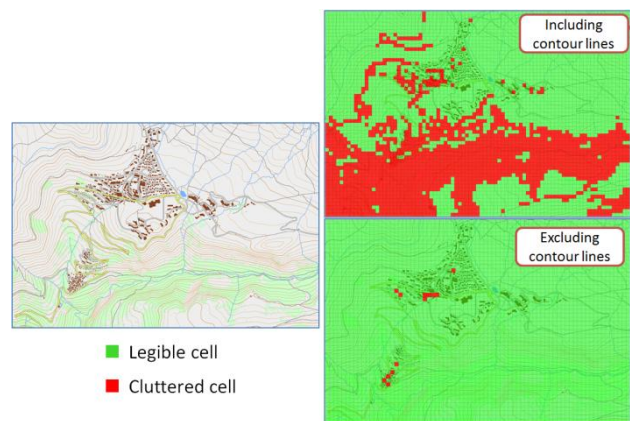 Including
contour lines
Excluding
contour lines
Legible cell
Cluttered cell